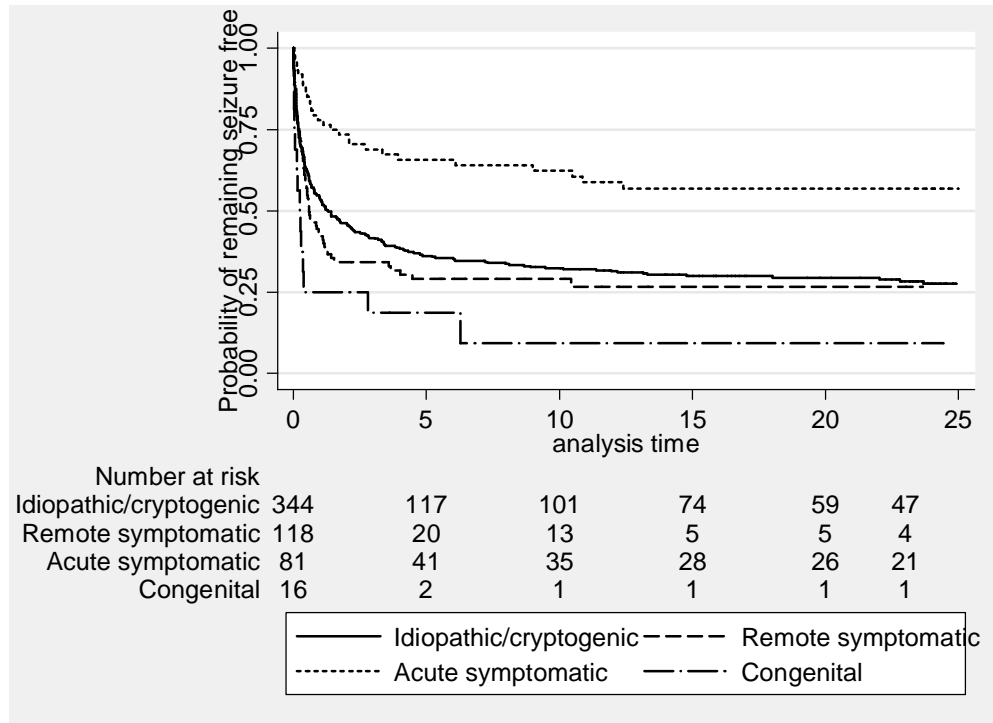 Probability of remaining seizure free
1.00
0.75
0.50
0.25
0.00
0 5 10 15 20 25
analysis time
Number at risk
Idiopathic/cryptogenic 344 117 101 74 59 47
Remote symptomatic 118 20 13 5 5 4
Acute symptomatic 81 41 35 28 26 21
Congenital 16 2 1 1 1 1
Idiopathic/cryptogenic Remote symptomatic
Acute symptomatic Congenital